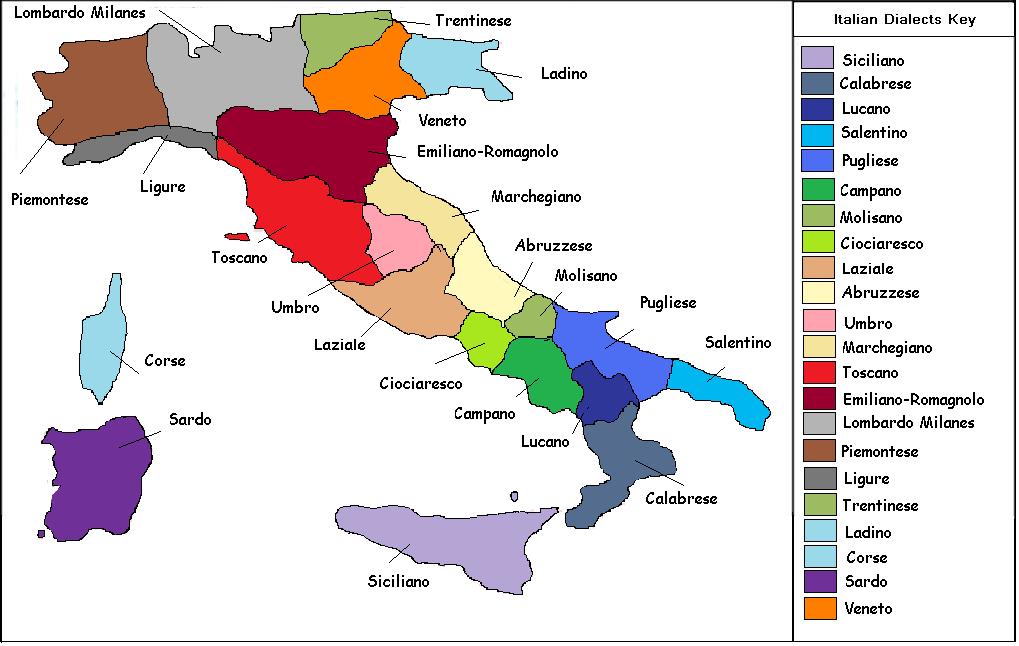 Lombardo Milanes
Trentinese
Ladino
Veneto
Emiliano-Romagnolo
Piemontese
Ligure
Marchegiano
Toscano
Abruzzese
Molisano
Umbro
Pugliese
Laziale
Salentino
Corse
Ciociaresco
Campano
Sardo
Lucano
Calabrese
Siciliano
Italian Dialects Key
Siciliano
Calabrese
Lucano
Salentino
Pugliese
Campano
Molisano
Ciociaresco
Laziale
Abruzzese
Umbro
Marchegiano
Toscano
Emiliano-Romagnolo
Lombardo Milanes
Piemontese
Ligure
Trentinese
Ladino
Corse
Sardo
Veneto